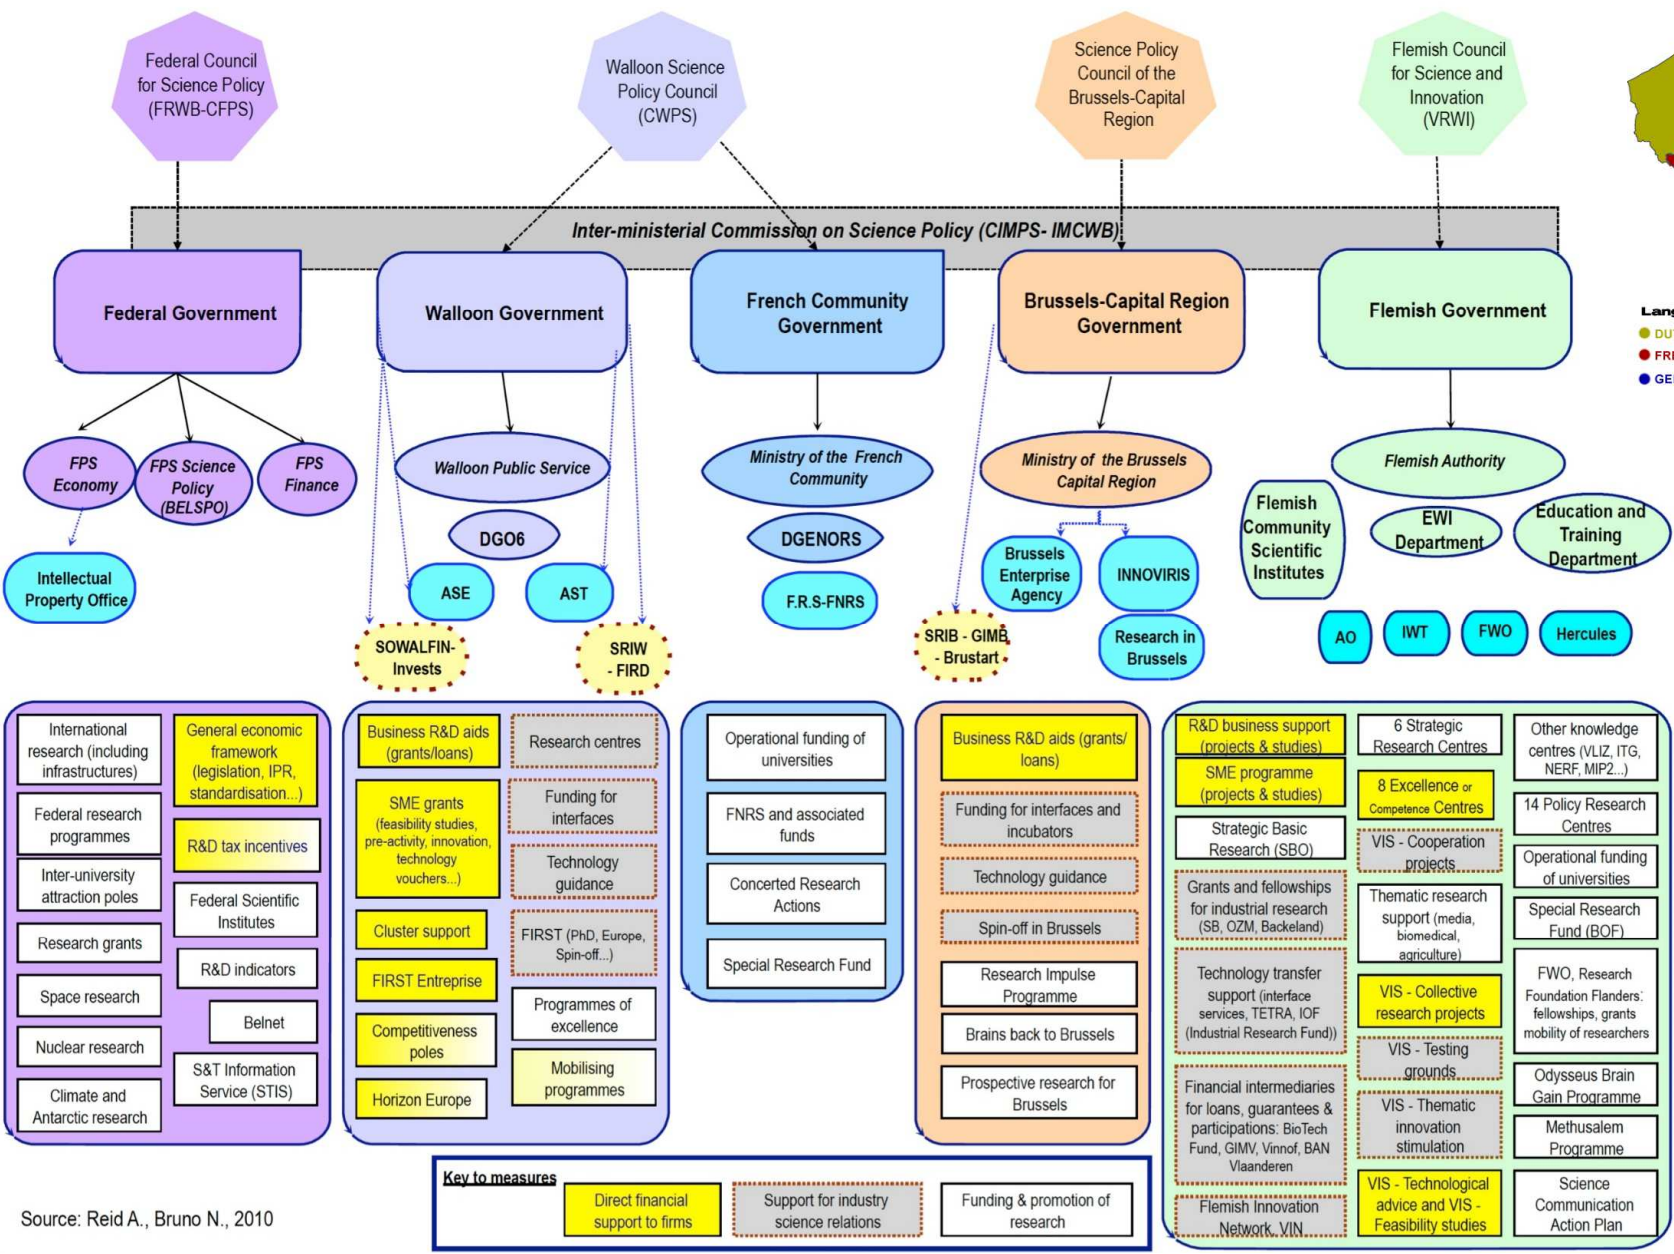 Federal Council
for Science Policy
(FRWB-CFPS)
Walloon Science
Policy Council
(CWPS)
Science Policy
Council of the
Brussels-Capital
Region
Flemish Council
for Science and
Innovation
(VRWI)
Inter-ministerial Commission on Science Policy (CIMPS- IMCWB)
Federal Government
Walloon Government
French Community
Government
Brussels-Capital Region
Government
Flemish Government
FPS
Economy
FPS Science
Policy
(BELSPO)
FPS
Finance
Intellectual
Property Office
Walloon Public Service
DGO6
ASE
AST
SOWALFIN-
Invests
SRIW
- FIRD
Ministry of the French
Community
DGENORS
F.R.S-FNRS
Ministry of the Brussels
Capital Region
Brussels
Enterprise
Agency
INNOVIRIS
Research in
Brussels
SRIB - GIMB
- Brustart
Flemish Authority
Flemish
Community
Scientific
Institutes
EWI
Department
Education and
Training
Department
AO
IWT
FWO
Hercules
International
research (including
infrastructures)
Federal research
programmes
Inter-university
attraction poles
Research grants
Space research
Nuclear research
Climate and
Antarctic research
General economic
framework
(legislation, IPR,
standardisation...)
R&D tax incentives
Federal Scientific
Institutes
R&D indicators
Belnet
S&T Information
Service (STIS)
Business R&D aids
(grants/loans)
SME grants
(feasibility studies,
pre-activity, innovation,
technology
vouchers...)
Cluster support
FIRST Entreprise
Competitiveness
poles
Horizon Europe
Research centres
Funding for
interfaces
Technology
guidance
FIRST (PhD, Europe,
Spin-off...)
Programmes of
excellence
Mobilising
programmes
Operational funding of
universities
FNRS and associated
funds
Concerted Research
Actions
Special Research Fund
Business R&D aids (grants/
loans)
Funding for interfaces and
incubators
Technology guidance
Spin-off in Brussels
Research Impulse
Programme
Brains back to Brussels
Prospective research for
Brussels
R&D business support
(projects & studies)
SME programme
(projects & studies)
Strategic Basic
Research (SBO)
Grants and fellowships
for industrial research
(SB, OZM, Backeland)
Technology transfer
support (interface
services, TETRA, IOF
(Industrial Research Fund))
Financial intermediaries
for loans, guarantees &
participations: BioTech
Fund, GIMV, Vinnof, BAN
Vlaanderen
Flemish Innovation
Network, VIN
6 Strategic
Research Centres
8 Excellence or
Competence Centres
VIS - Cooperation
projects
Thematic research
support (media,
biomedical,
agriculture)
VIS - Collective
research projects
VIS - Testing
grounds
VIS - Thematic
innovation
stimulation
VIS - Technological
advice and VIS -
Feasibility studies
Other knowledge
centres (VLIZ, ITG,
NERF, MIP2...)
14 Policy Research
Centres
Operational funding
of universities
Special Research
Fund (BOF)
FWO, Research
Foundation Flanders:
fellowships, grants
mobility of researchers
Odysseus Brain
Gain Programme
Methusalem
Programme
Science
Communication
Action Plan
Key to measures
Direct financial
support to firms
Support for industry
science relations
Funding & promotion of
research
Source: Reid A., Bruno N., 2010